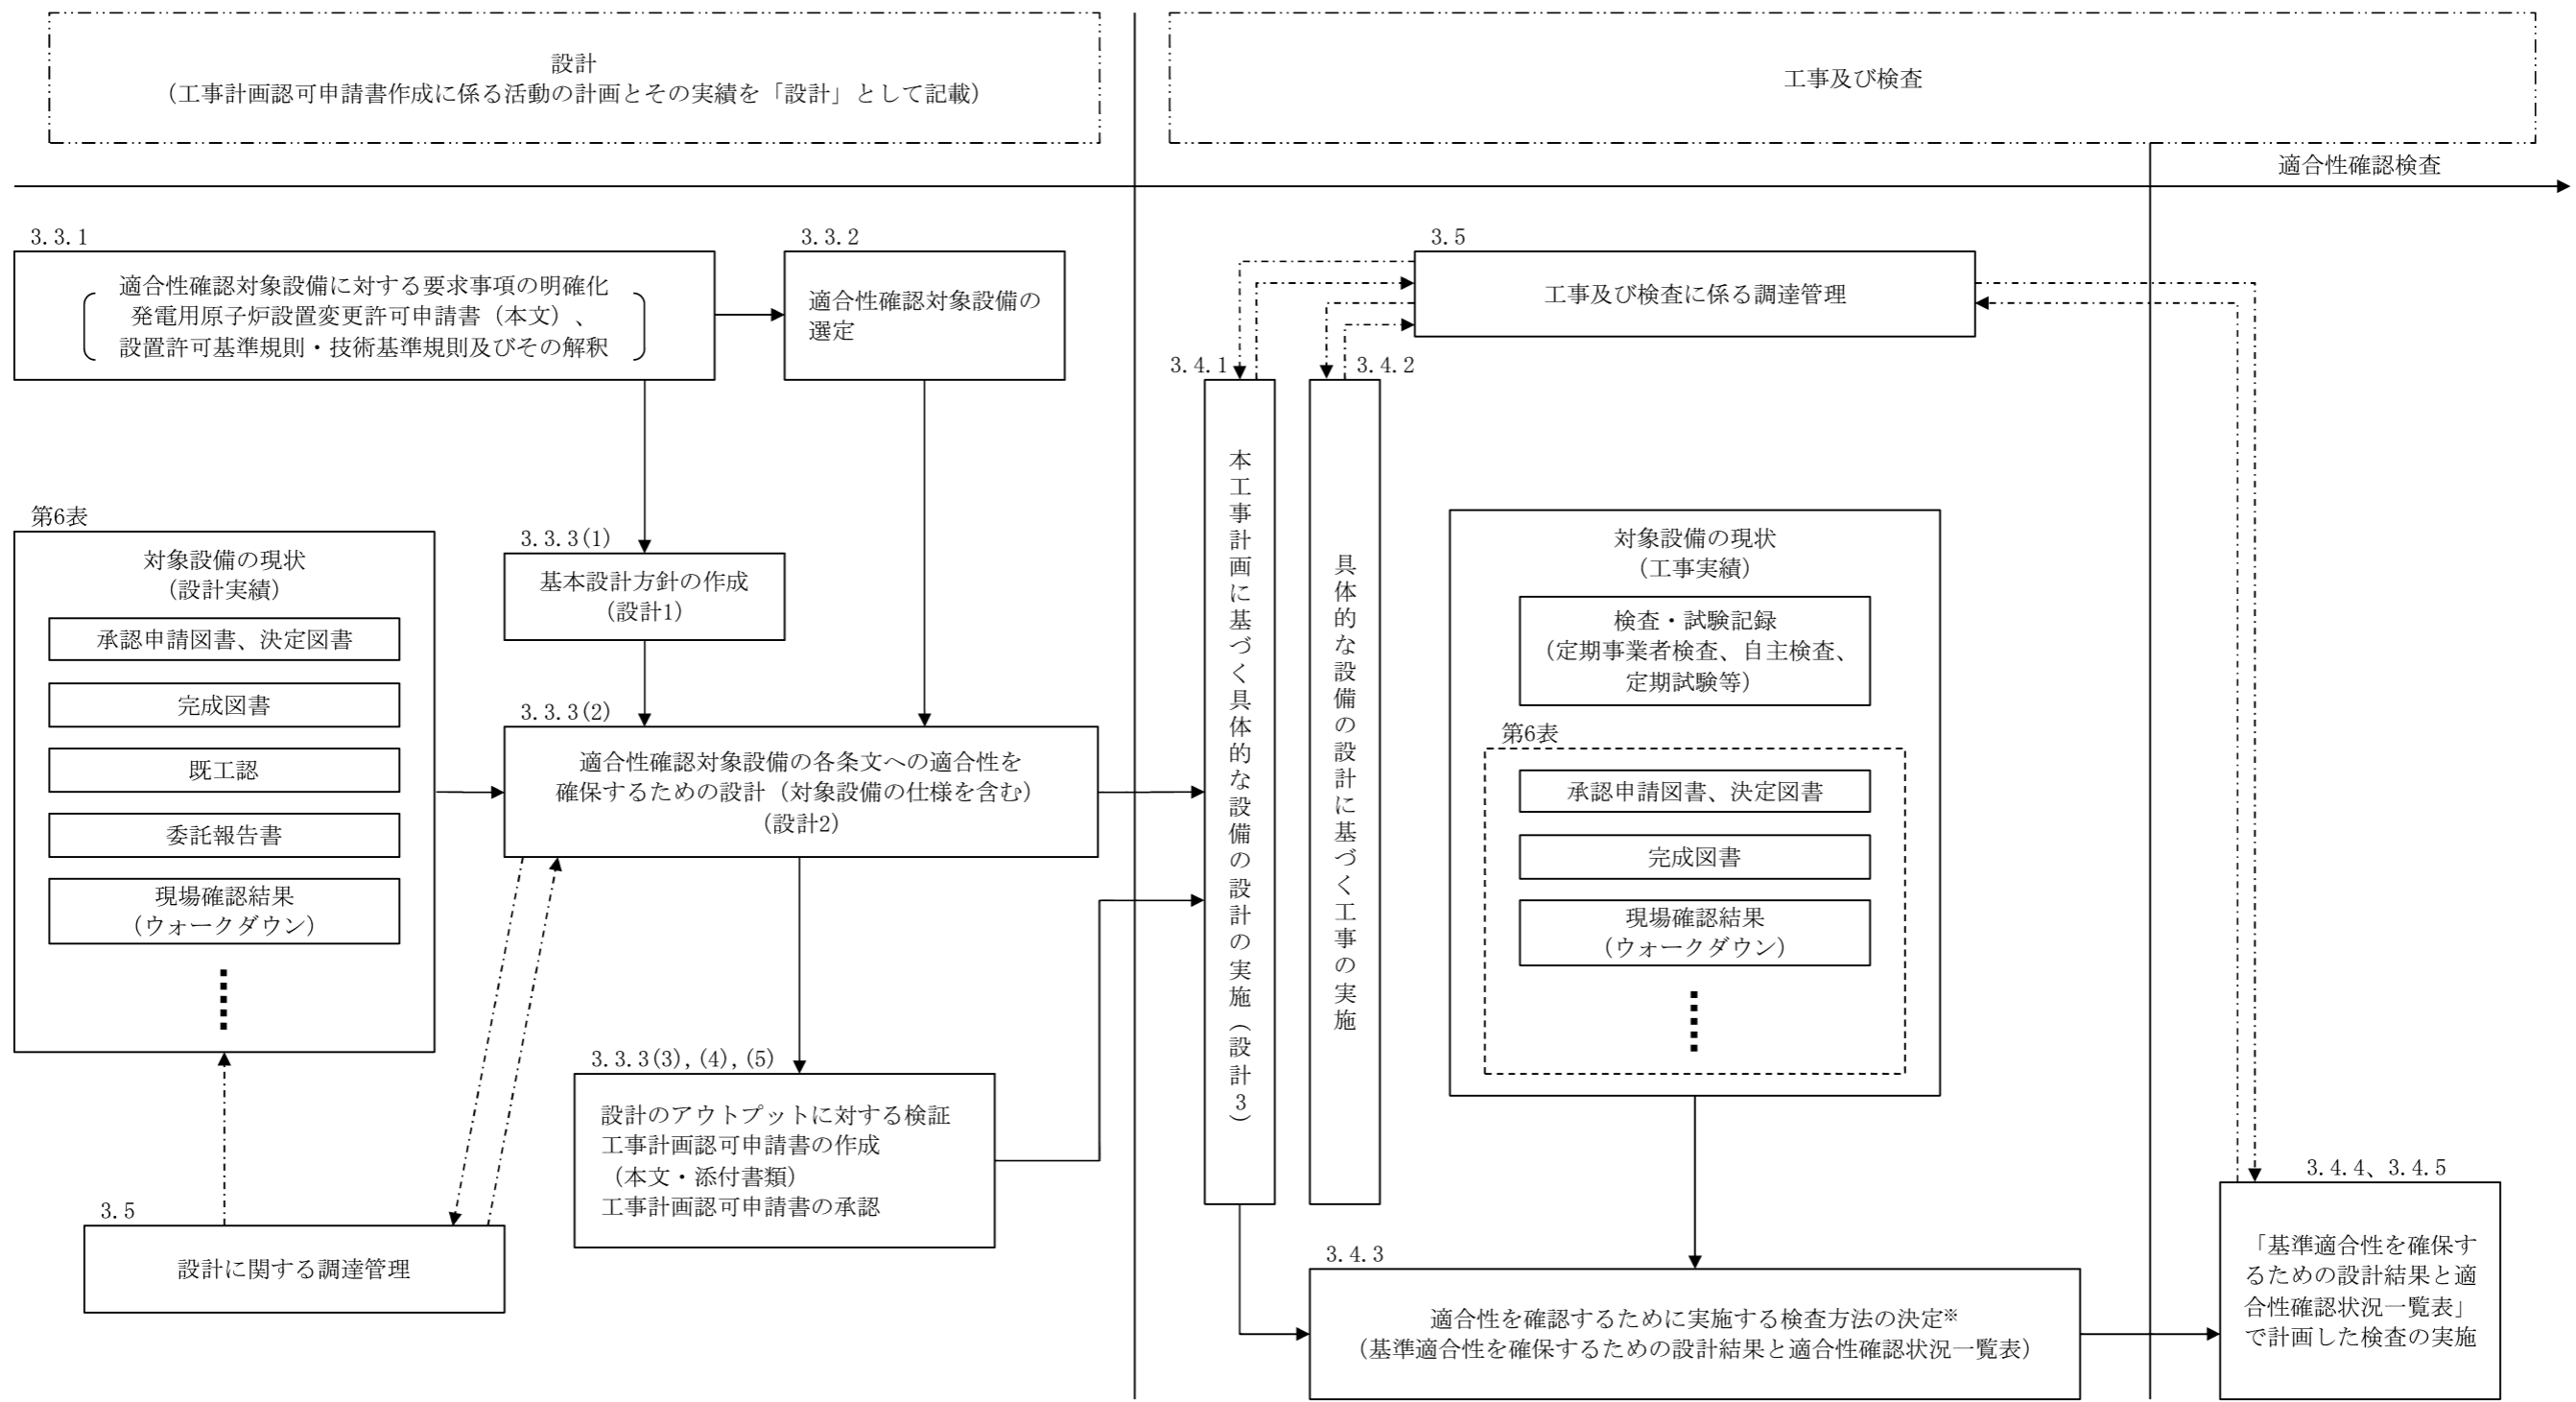 設計
（工事計画認可申請書作成に係る活動の計画とその実績を「設計」として記載）
工事及び検査
適合性確認検査
3.3.1
適合性確認対象設備に対する要求事項の明確化
発電用原子炉設置変更許可申請書（本文）、
設置許可基準規則・技術基準規則及びその解釈
3.3.2
適合性確認対象設備の
選定
第6表
対象設備の現状
（設計実績）
承認申請図書、決定図書
完成図書
既工認
委託報告書
現場確認結果
（ウォークダウン）
3.3.3(1)
基本設計方針の作成
（設計1）
3.3.3(2)
適合性確認対象設備の各条文への適合性を
確保するための設計（対象設備の仕様を含む）
（設計2）
3.3.3(3),(4),(5)
設計のアウトプットに対する検証
工事計画認可申請書の作成
（本文・添付書類）
工事計画認可申請書の承認
3.5
設計に関する調達管理
3.5
工事及び検査に係る調達管理
3.4.1
本工事計画に基づく具体的な設備の設計の実施（設計3）
3.4.2
具体的な設備の設計に基づく工事の実施
対象設備の現状
（工事実績）
検査・試験記録
（定期事業者検査、自主検査、
定期試験等）
第6表
承認申請図書、決定図書
完成図書
現場確認結果
（ウォークダウン）
3.4.3
適合性を確認するために実施する検査方法の決定※
（基準適合性を確保するための設計結果と適合性確認状況一覧表）
3.4.4、3.4.5
「基準適合性を確保す
るための設計結果と適
合性確認状況一覧表」
で計画した検査の実施